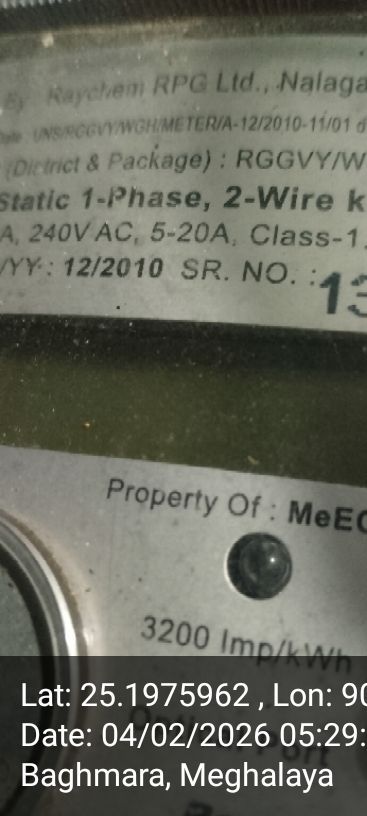 By Raychem RPG Ltd., Nalaga
Date UNS/RGGVY/WGH/METER/A-12/2010-11/01 d
(District & Package) : RGGVY/W
Static 1-Phase, 2-Wire k
A, 240V AC, 5-20A, Class-1.
/YY : 12/2010 SR. NO. : 13
Property Of : MeEC
3200 Imp/kWh
Lat: 25.1975962 , Lon: 90
Date: 04/02/2026 05:29:
Baghmara, Meghalaya